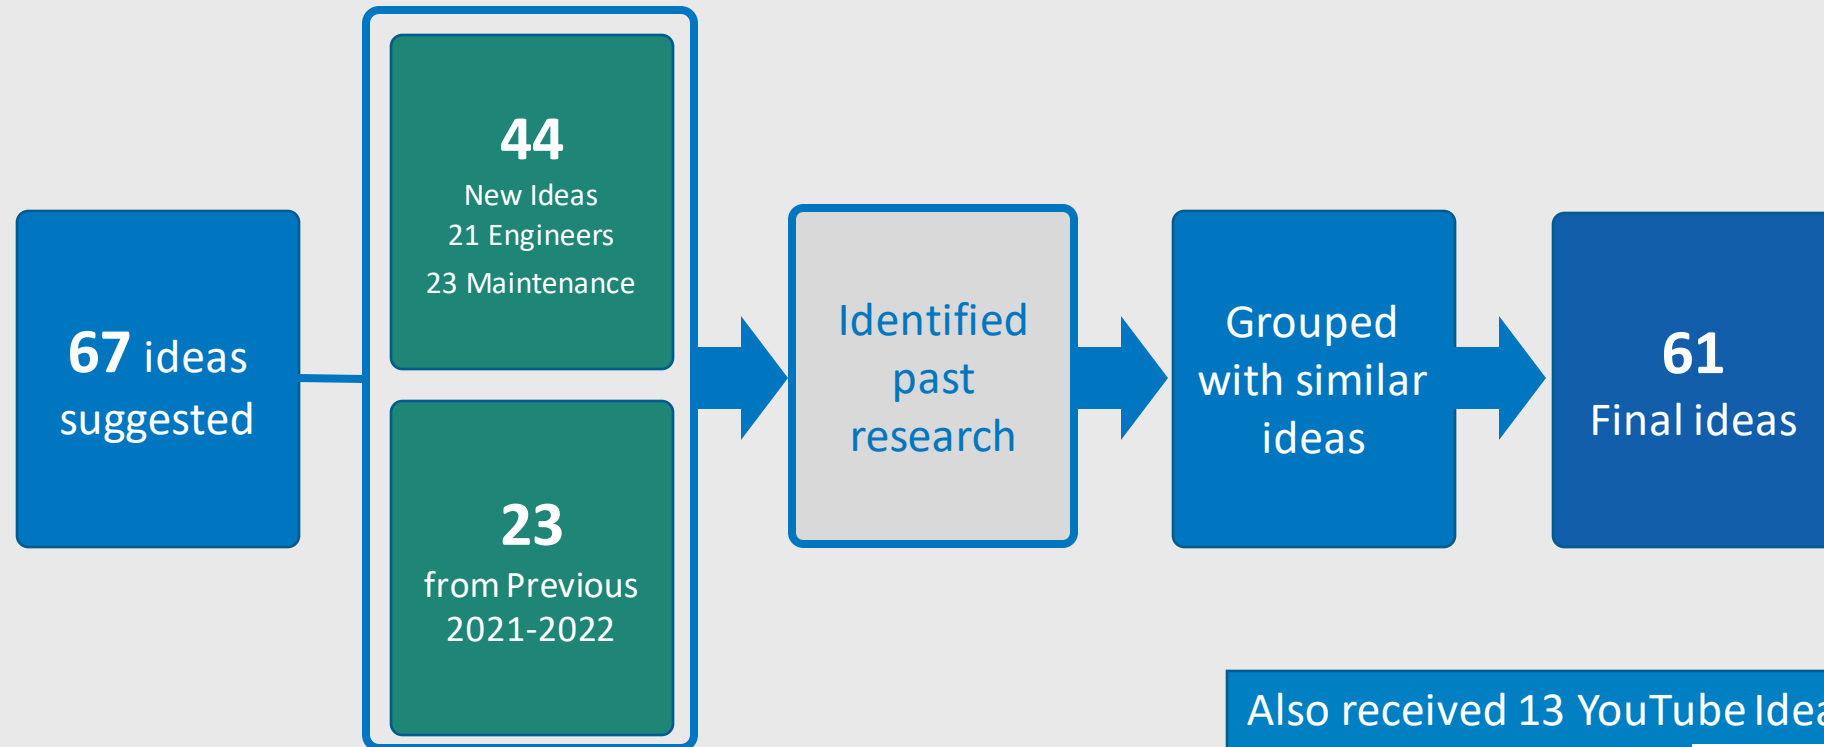 67 ideas
suggested
44
New Ideas
21 Engineers
23 Maintenance
23
from Previous
2021-2022
Identified
past
research
Grouped
with similar
ideas
61
Final ideas
Also received 13 YouTube